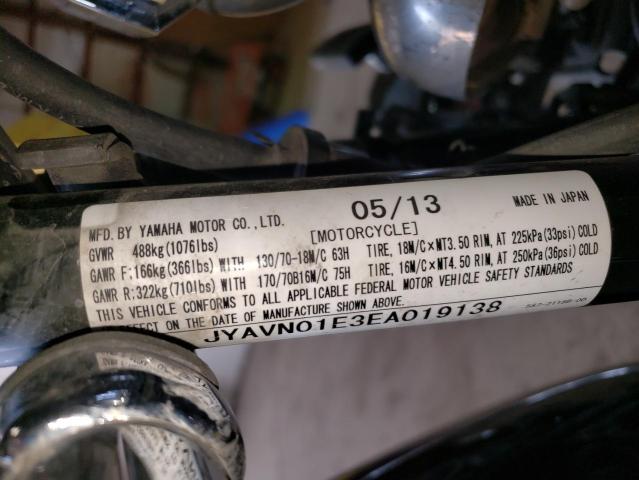 05/13
MADE IN JAPAN
MFD. BY YAMAHA MOTOR CO., LTD.
[MOTORCYCLE]
GVWR 488kg(1076lbs)
GAWR F:166kg(366lbs) WITH 130/70-18M/C 63H TIRE, 18M/C×MT3.50 RIM, AT 225kPa(33psi) COLD
GAWR R:322kg(710lbs) WITH 170/70B16M/C 75H TIRE, 16M/C×MT4.50 RIM, AT 250kPa(36psi) COLD
THIS VEHICLE CONFORMS TO ALL APPLICABLE FEDERAL MOTOR VEHICLE SAFETY STANDARDS
EFFECT ON THE DATE OF MANUFACTURE SHOWN ABOVE.
JYAVN01E3EA019138